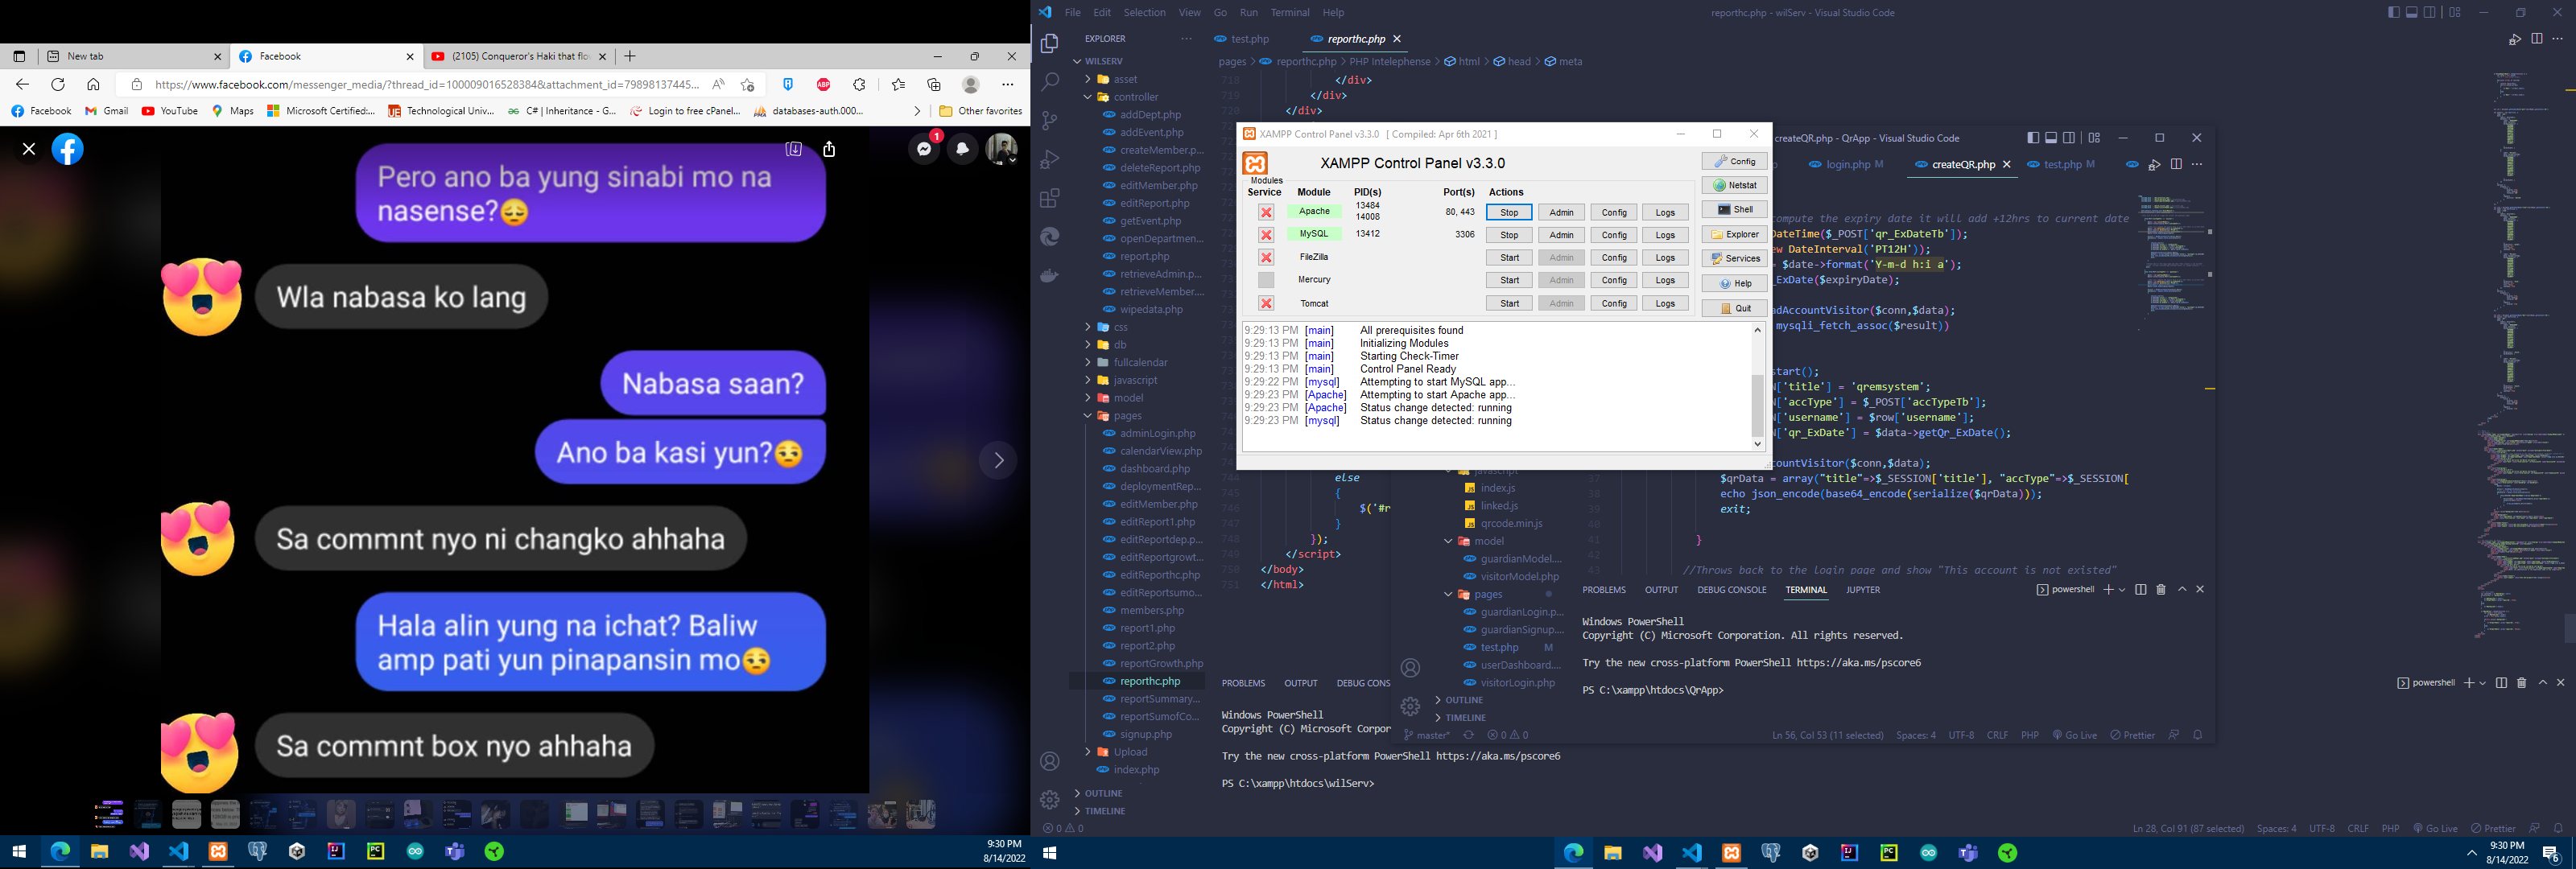 New tab
Facebook
(2105) Conqueror's Haki that flo
https://www.facebook.com/messenger_media/?thread_id=100009016528384&attachment_id=79898137445...
Facebook
Gmail
YouTube
Maps
Microsoft Certified:...
Technological Univ...
C# | Inheritance - G...
Login to free cPanel...
databases-auth.000...
Other favorites
1
Pero ano ba yung sinabi mo na
nasense?😔
Wla nabasa ko lang
Nabasa saan?
Ano ba kasi yun?😒
Sa commnt nyo ni changko ahhaha
Hala alin yung na ichat? Baliw
amp pati yun pinapansin mo😒
Sa commnt box nyo ahhaha
9:30 PM
8/14/2022
File Edit Selection View Go Run Terminal Help
reporthc.php - wilServ - Visual Studio Code
EXPLORER
test.php
reporthc.php
pages > reporthc.php > PHP Intelephense > html > head > meta
WILSERV
asset
controller
addDept.php
addEvent.php
createMember.p...
deleteReport.php
editMember.php
editReport.php
getEvent.php
openDepartmen...
report.php
retrieveAdmin.p...
retrieveMember....
wipedata.php
css
db
fullcalendar
javascript
model
pages
adminLogin.php
calendarView.php
dashboard.php
deploymentRep...
editMember.php
editReport1.php
editReportdep.p...
editReportgrowt...
editReporthc.php
editReportsumo...
members.php
report1.php
report2.php
reportGrowth.php
reporthc.php
reportSummary...
reportSumofCo...
signup.php
Upload
index.php
OUTLINE
TIMELINE
718 </div>
719 </div>
720 </div>
XAMPP Control Panel v3.3.0 [ Compiled: Apr 6th 2021 ]
XAMPP Control Panel v3.3.0
Config
Modules
Service Module PID(s) Port(s) Actions
Netstat
Apache 13484 14008 80, 443 Stop Admin Config Logs
Shell
MySQL 13412 3306 Stop Admin Config Logs
Explorer
FileZilla Start Admin Config Logs
Services
Mercury Start Admin Config Logs
Help
Tomcat Start Admin Config Logs
Quit
9:29:13 PM [main] All prerequisites found
9:29:13 PM [main] Initializing Modules
9:29:13 PM [main] Starting Check-Timer
9:29:13 PM [main] Control Panel Ready
9:29:22 PM [mysql] Attempting to start MySQL app...
9:29:23 PM [Apache] Attempting to start Apache app...
9:29:23 PM [Apache] Status change detected: running
9:29:23 PM [mysql] Status change detected: running
744 else
745 {
746 $('#r
747 }
748 });
749 </script>
750 </body>
751 </html>
PROBLEMS OUTPUT DEBUG CONS
powershell
Windows PowerShell
Copyright (C) Microsoft Corpor
Try the new cross-platform PowerShell https://aka.ms/pscore6
PS C:\xampp\htdocs\wilServ>
createQR.php - QrApp - Visual Studio Code
login.php M
createQR.php
test.php M
compute the expiry date it will add +12hrs to current date
DateTime($_POST['qr_ExDateTb']);
ew DateInterval('PT12H'));
= $date->format('Y-m-d h:i a');
ExDate($expiryDate);
adAccountVisitor($conn,$data);
mysqli_fetch_assoc($result))
start();
N['title'] = 'qremsystem';
['accType'] = $_POST['accTypeTb'];
['username'] = $row['username'];
N['qr_ExDate'] = $data->getQr_ExDate();
countVisitor($conn,$data);
37 $qrData = array("title"=>$_SESSION['title'], "accType"=>$_SESSION[
38 echo json_encode(base64_encode(serialize($qrData)));
39 exit;
40
41 }
42
43 //Throws back to the login page and show "This account is not existed"
javascript
index.js
linked.js
qrcode.min.js
model
guardianModel....
visitorModel.php
pages
guardianLogin.p...
guardianSignup....
test.php M
userDashboard....
visitorLogin.php
OUTLINE
TIMELINE
PROBLEMS OUTPUT DEBUG CONSOLE TERMINAL JUPYTER
powershell
Windows PowerShell
Copyright (C) Microsoft Corporation. All rights reserved.
Try the new cross-platform PowerShell https://aka.ms/pscore6
PS C:\xampp\htdocs\QrApp>
master* 0 0
Ln 56, Col 53 (11 selected) Spaces: 4 UTF-8 CRLF PHP Go Live Prettier
0 0
Ln 28, Col 91 (87 selected) Spaces: 4 UTF-8 CRLF PHP Go Live Prettier
9:30 PM
8/14/2022
6